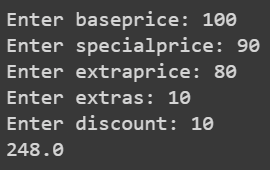 Enter baseprice: 100
Enter specialprice: 90
Enter extraprice: 80
Enter extras: 10
Enter discount: 10
248.0